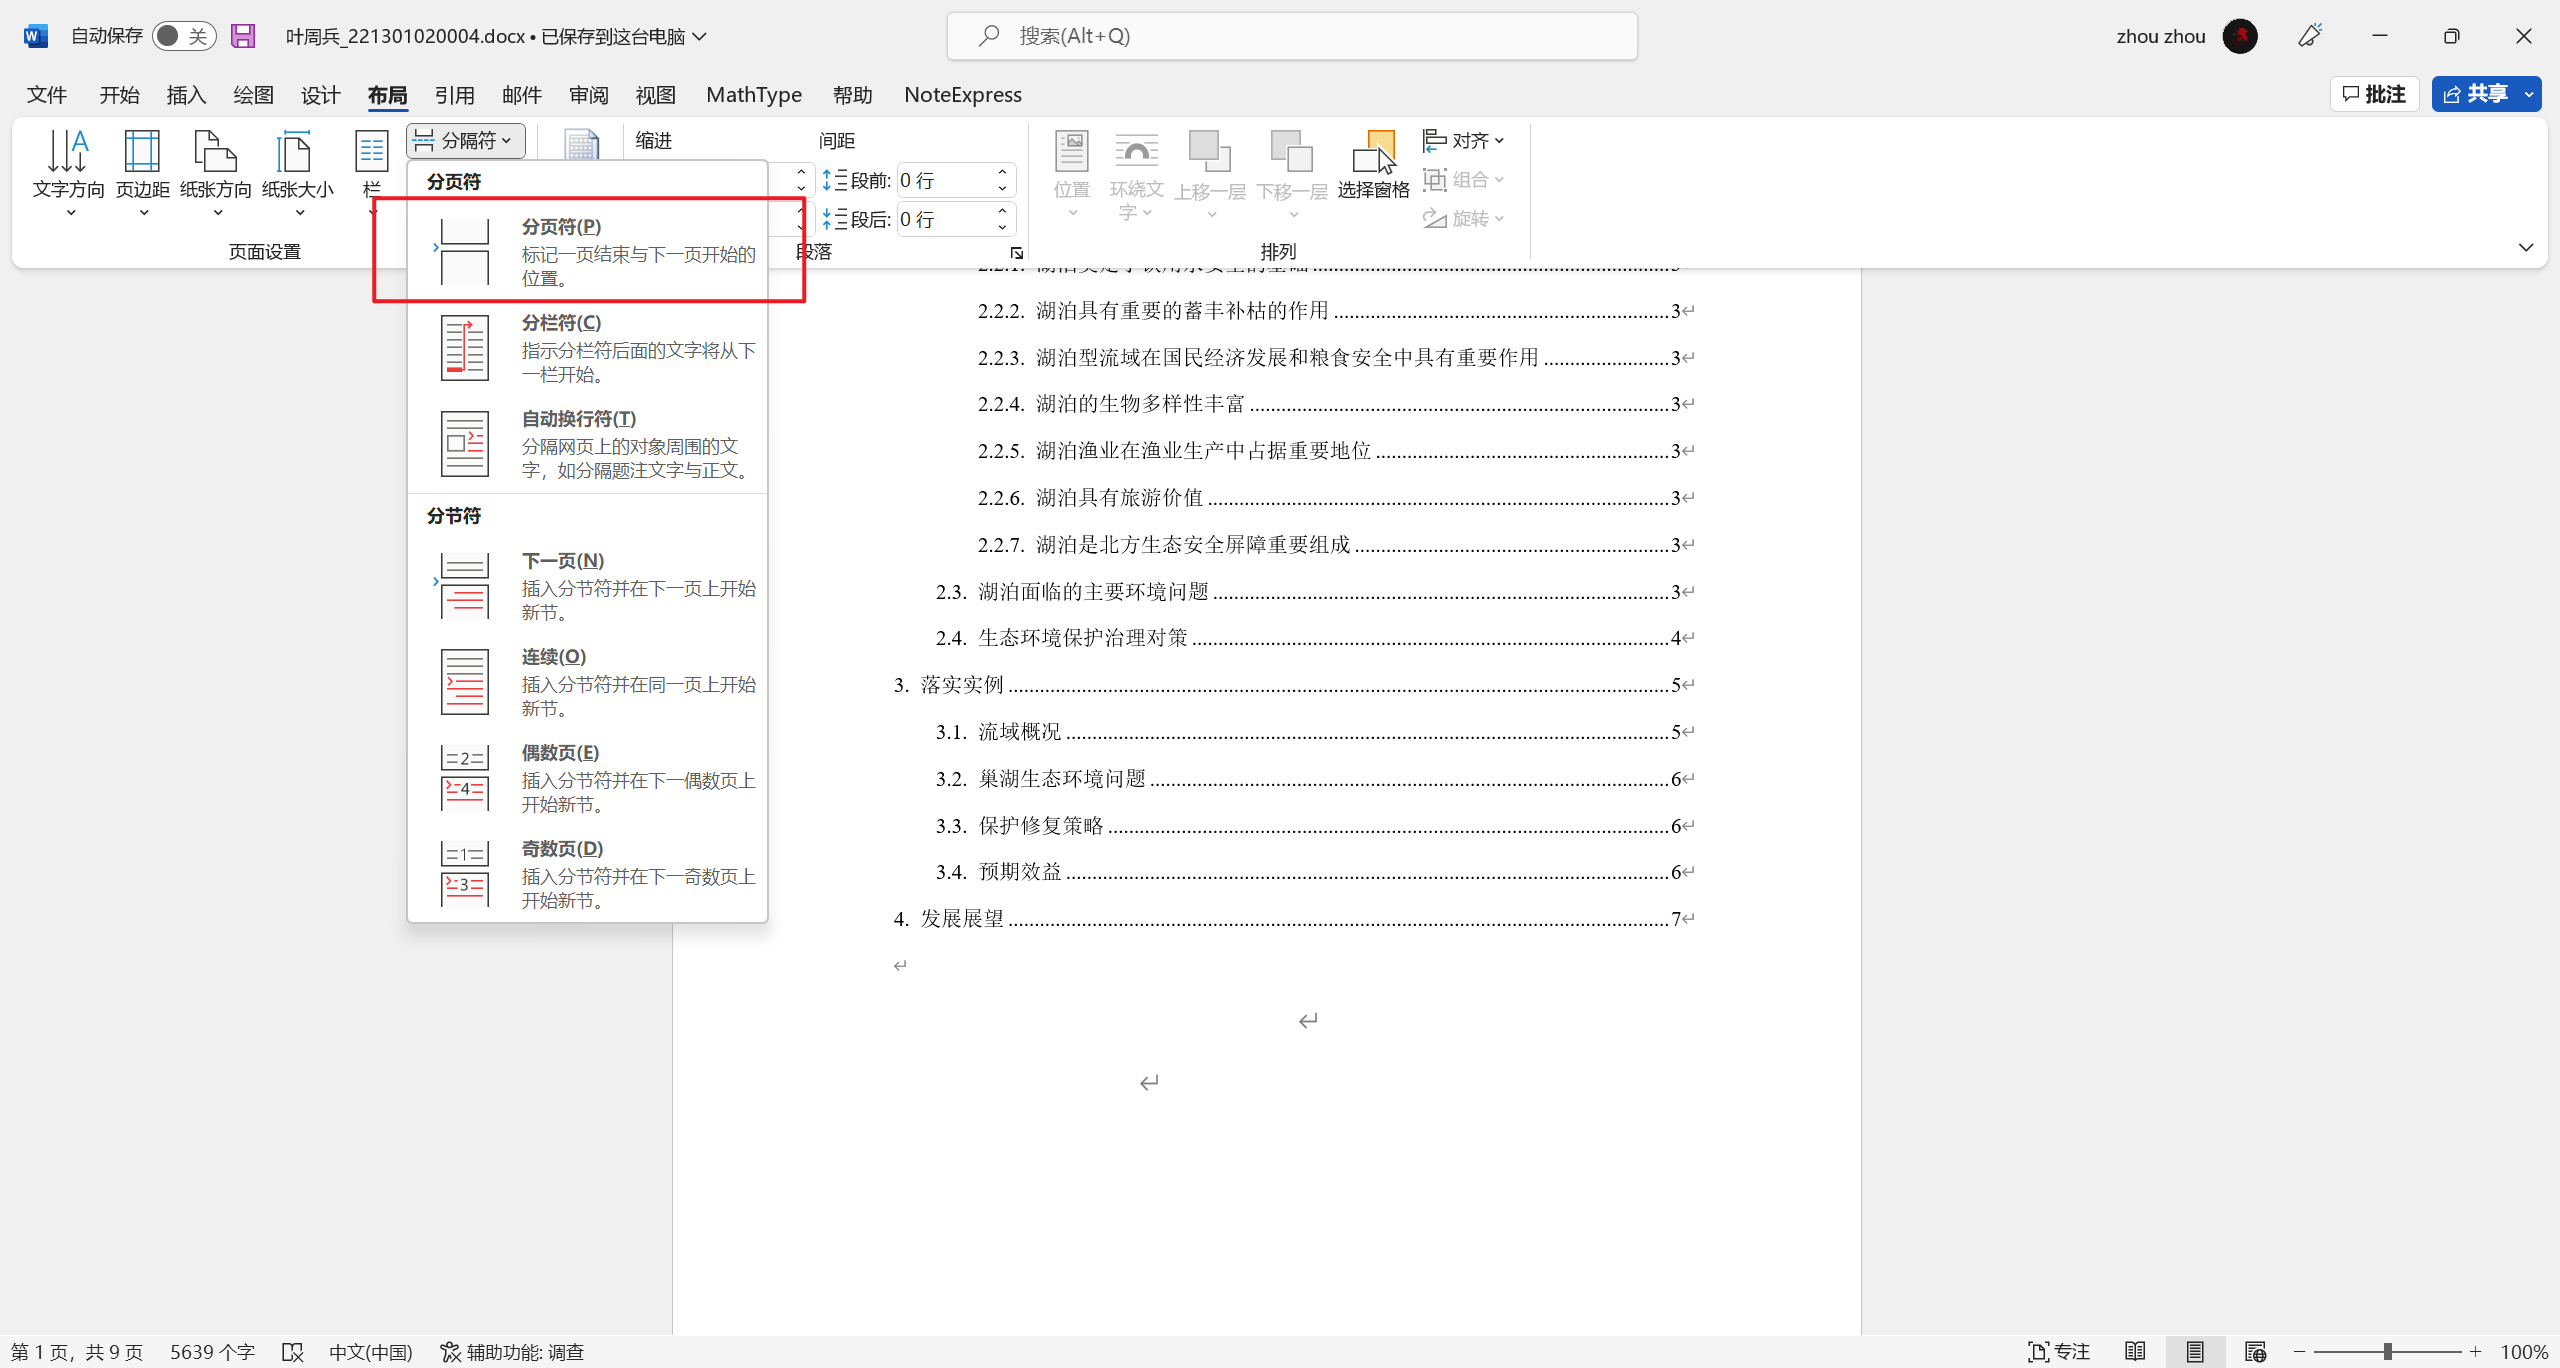 自动保存 关 叶周兵_221301020004.docx • 已保存到这台电脑 搜索(Alt+Q) zhou zhou
文件 开始 插入 绘图 设计 布局 引用 邮件 审阅 视图 MathType 帮助 NoteExpress 批注 共享
文字方向 页边距 纸张方向 纸张大小 栏 分隔符 缩进 间距 位置 环绕文字 上移一层 下移一层 选择窗格 对齐
组合
旋转
段前: 0 行
段后: 0 行
页面设置 段落 排列
分页符
分页符(P)
标记一页结束与下一页开始的
位置。
分栏符(C)
指示分栏符后面的文字将从下
一栏开始。
自动换行符(T)
分隔网页上的对象周围的文
字，如分隔题注文字与正文。
分节符
下一页(N)
插入分节符并在下一页上开始
新节。
连续(O)
插入分节符并在同一页上开始
新节。
偶数页(E)
插入分节符并在下一偶数页上
开始新节。
奇数页(D)
插入分节符并在下一奇数页上
开始新节。
2.2.2. 湖泊具有重要的蓄丰补枯的作用 3
2.2.3. 湖泊型流域在国民经济发展和粮食安全中具有重要作用 3
2.2.4. 湖泊的生物多样性丰富 3
2.2.5. 湖泊渔业在渔业生产中占据重要地位 3
2.2.6. 湖泊具有旅游价值 3
2.2.7. 湖泊是北方生态安全屏障重要组成 3
2.3. 湖泊面临的主要环境问题 3
2.4. 生态环境保护治理对策 4
3. 落实实例 5
3.1. 流域概况 5
3.2. 巢湖生态环境问题 6
3.3. 保护修复策略 6
3.4. 预期效益 6
4. 发展展望 7
第 1 页，共 9 页 5639 个字 中文(中国) 辅助功能: 调查 专注 100%